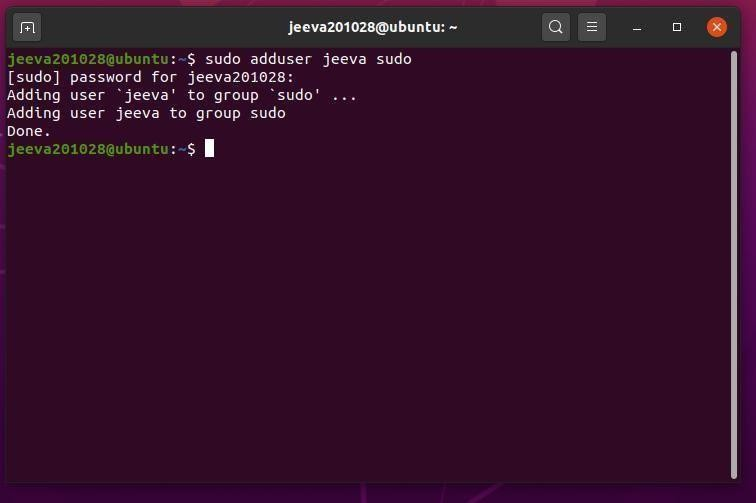 jeeva201028@ubuntu: ~
jeeva201028@ubuntu:~$ sudo adduser jeeva sudo
[sudo] password for jeeva201028:
Adding user `jeeva' to group `sudo' ...
Adding user jeeva to group sudo
Done.
jeeva201028@ubuntu:~$